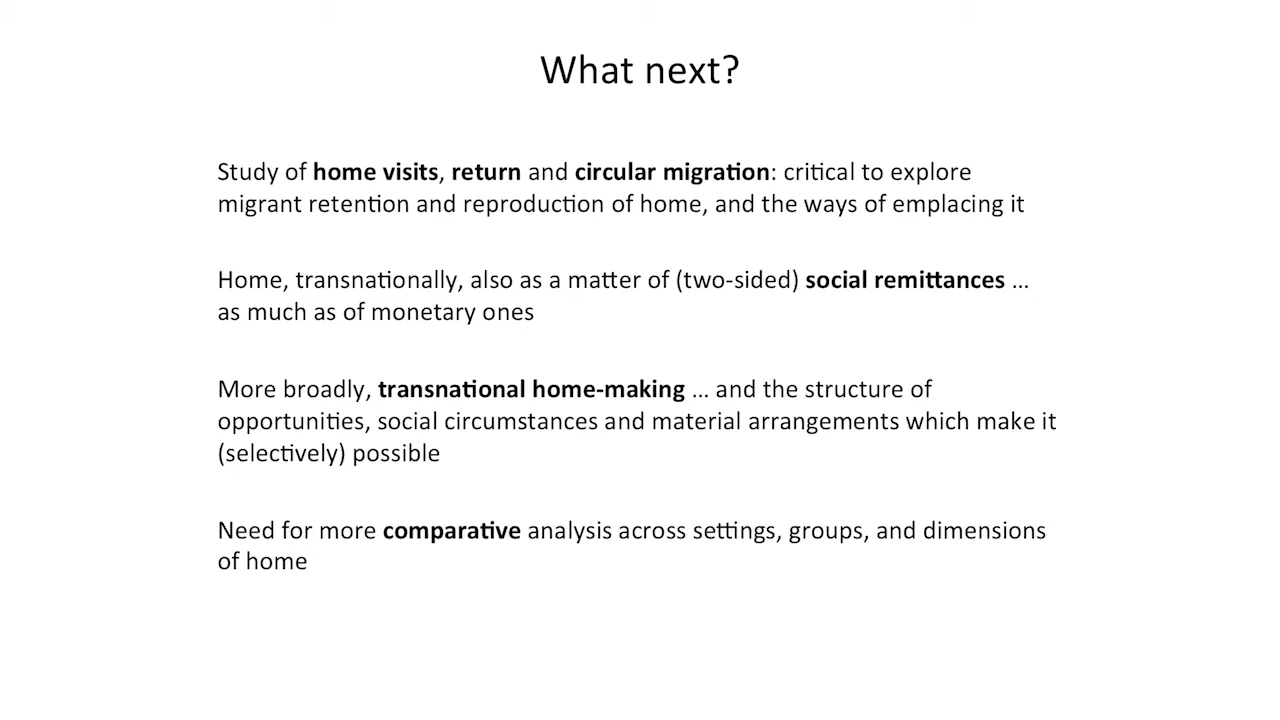 What next?
Study of home visits, return and circular migration: critical to explore
migrant retention and reproduction of home, and the ways of emplacing it
Home, transnationally, also as a matter of (two-sided) social remittances …
as much as of monetary ones
More broadly, transnational home-making … and the structure of
opportunities, social circumstances and material arrangements which make it
(selectively) possible
Need for more comparative analysis across settings, groups, and dimensions
of home